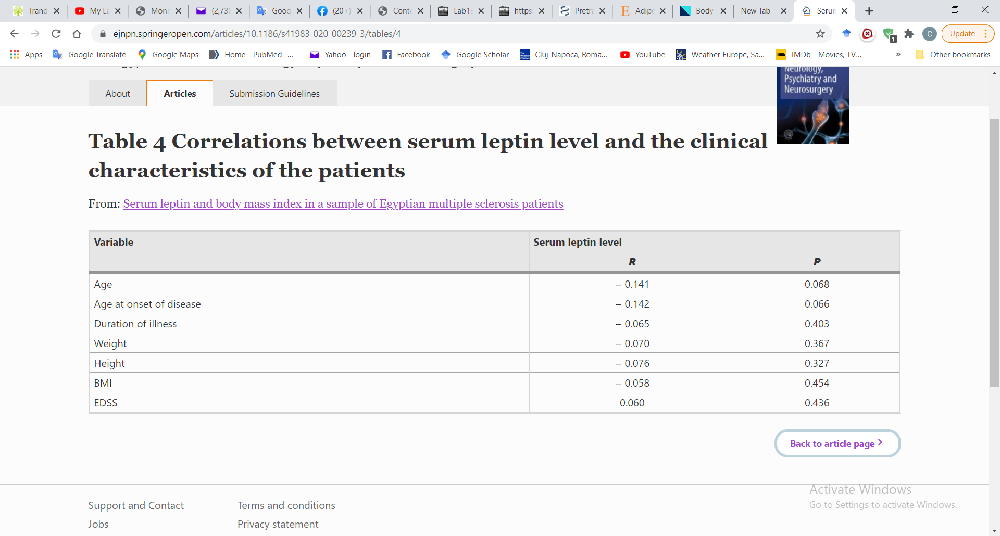 Trand
My La
Moni
(2,738
Goog
(20+)
Conte
Lab13
https:
Pretra
Adipo
Body
New Tab
Serum
ejnpn.springeropen.com/articles/10.1186/s41983-020-00239-3/tables/4
C
Update
1
Apps
Google Translate
Google Maps
Home - PubMed -...
Yahoo - login
Facebook
Google Scholar
Cluj-Napoca, Roma...
YouTube
Weather Europe, Sa...
IMDb - Movies, TV...
»
Other bookmarks
Neurology,
Psychiatry and
Neurosurgery
About
Articles
Submission Guidelines
Table 4 Correlations between serum leptin level and the clinical
characteristics of the patients
From: Serum leptin and body mass index in a sample of Egyptian multiple sclerosis patients
Variable Serum leptin level
R P
Age – 0.141 0.068
Age at onset of disease – 0.142 0.066
Duration of illness – 0.065 0.403
Weight – 0.070 0.367
Height – 0.076 0.327
BMI – 0.058 0.454
EDSS 0.060 0.436
Back to article page
Activate Windows
Go to Settings to activate Windows.
Support and Contact
Terms and conditions
Jobs
Privacy statement